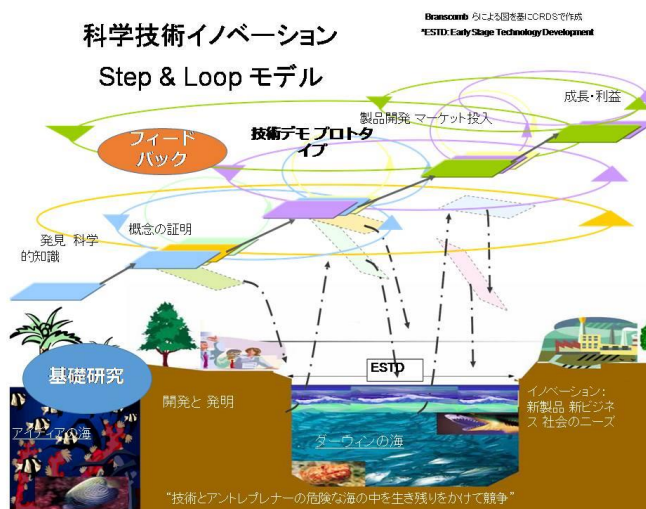 Branscomb らによる図を基にCRDSで作成
*ESTD: Early Stage Technology Development
科学技術イノベーション
Step & Loop モデル
成長・利益
製品開発 マーケット投入
技術デモ プロトタ
イプ
フィード
バック
概念の証明
発見 科学
的知識
基礎研究
ESTD
開発と 発明
イノベーション:
新製品 新ビジネ
ス 社会のニーズ
アイディアの海
ダーウィンの海
“技術とアントレプレナーの危険な海の中を生き残りをかけて競争”